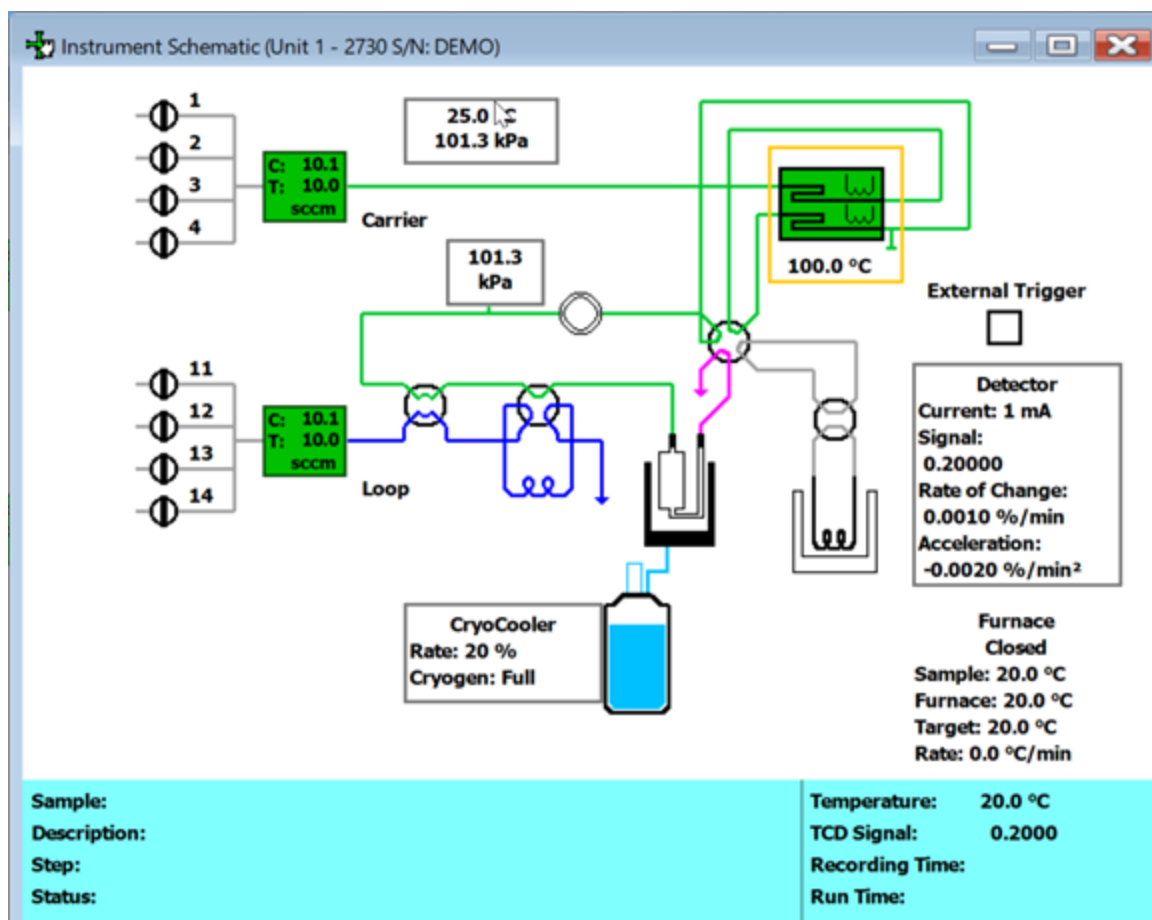 Instrument Schematic (Unit 1 - 2730 S/N: DEMO)
1
2
3
4
C: 10.1
T: 10.0
sccm
Carrier
25.0
101.3 kPa
101.3
kPa
100.0 °C
External Trigger
11
12
13
14
C: 10.1
T: 10.0
sccm
Loop
Detector
Current: 1 mA
Signal:
0.20000
Rate of Change:
0.0010 %/min
Acceleration:
-0.0020 %/min²
CryoCooler
Rate: 20 %
Cryogen: Full
Furnace
Closed
Sample: 20.0 °C
Furnace: 20.0 °C
Target: 20.0 °C
Rate: 0.0 °C/min
Sample:
Description:
Step:
Status:
Temperature: 20.0 °C
TCD Signal: 0.2000
Recording Time:
Run Time: